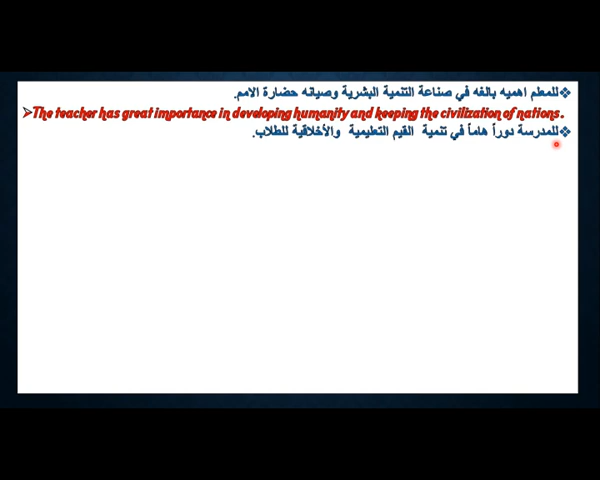 ❖للمعلم اهميه بالغه في صناعة التنمية البشرية وصيانه حضارة الامم.
➢The teacher has great importance in developing humanity and keeping the civilization of nations.
❖للمدرسة دوراً هاماً في تنمية القيم التعليمية والأخلاقية للطلاب.